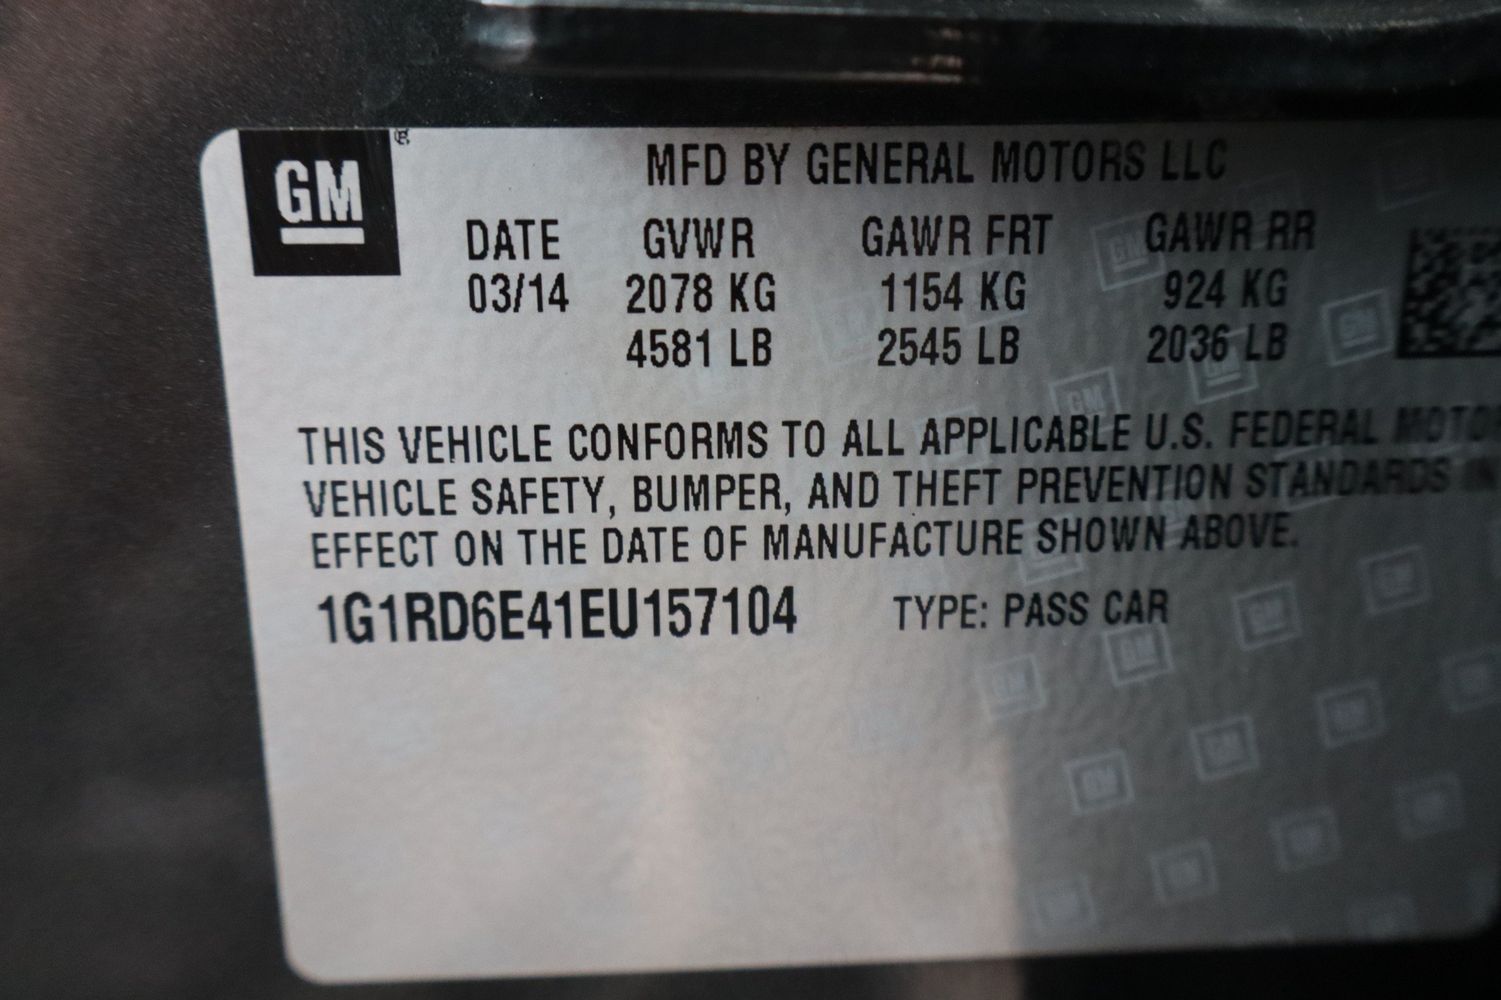 GM
MFD BY GENERAL MOTORS LLC
DATE GVWR GAWR FRT GAWR RR
03/14 2078 KG 1154 KG 924 KG
4581 LB 2545 LB 2036 LB
THIS VEHICLE CONFORMS TO ALL APPLICABLE U.S. FEDERAL MOTO
VEHICLE SAFETY, BUMPER, AND THEFT PREVENTION STANDARDS IN
EFFECT ON THE DATE OF MANUFACTURE SHOWN ABOVE.
1G1RD6E41EU157104 TYPE: PASS CAR